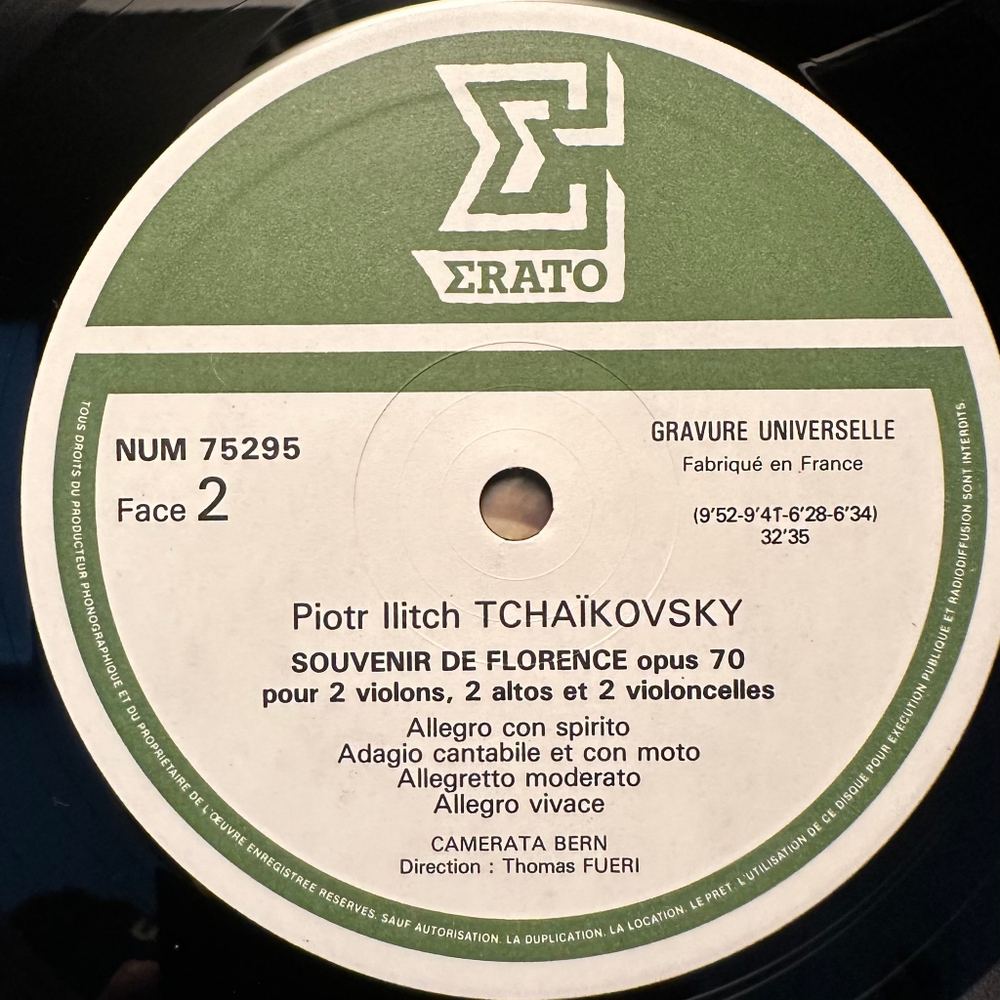 ΣRATO
NUM 75295
Face 2
GRAVURE UNIVERSELLE
Fabriqué en France
(9'52-9'41-6'28-6'34)
32'35
Piotr Ilitch TCHAÏKOVSKY
SOUVENIR DE FLORENCE opus 70
pour 2 violons, 2 altos et 2 violoncelles
Allegro con spirito
Adagio cantabile et con moto
Allegretto moderato
Allegro vivace
CAMERATA BERN
Direction : Thomas FUERI
TOUS DROITS DU PRODUCTEUR PHONOGRAPHIQUE ET DU PROPRIETAIRE DE L'ŒUVRE ENREGISTREE RESERVES. SAUF AUTORISATION. LA DUPLICATION. LA LOCATION. LE PRET. L'UTILISATION DE CE DISQUE POUR EXECUTION PUBLIQUE ET RADIODIFFUSION SONT INTERDITS.